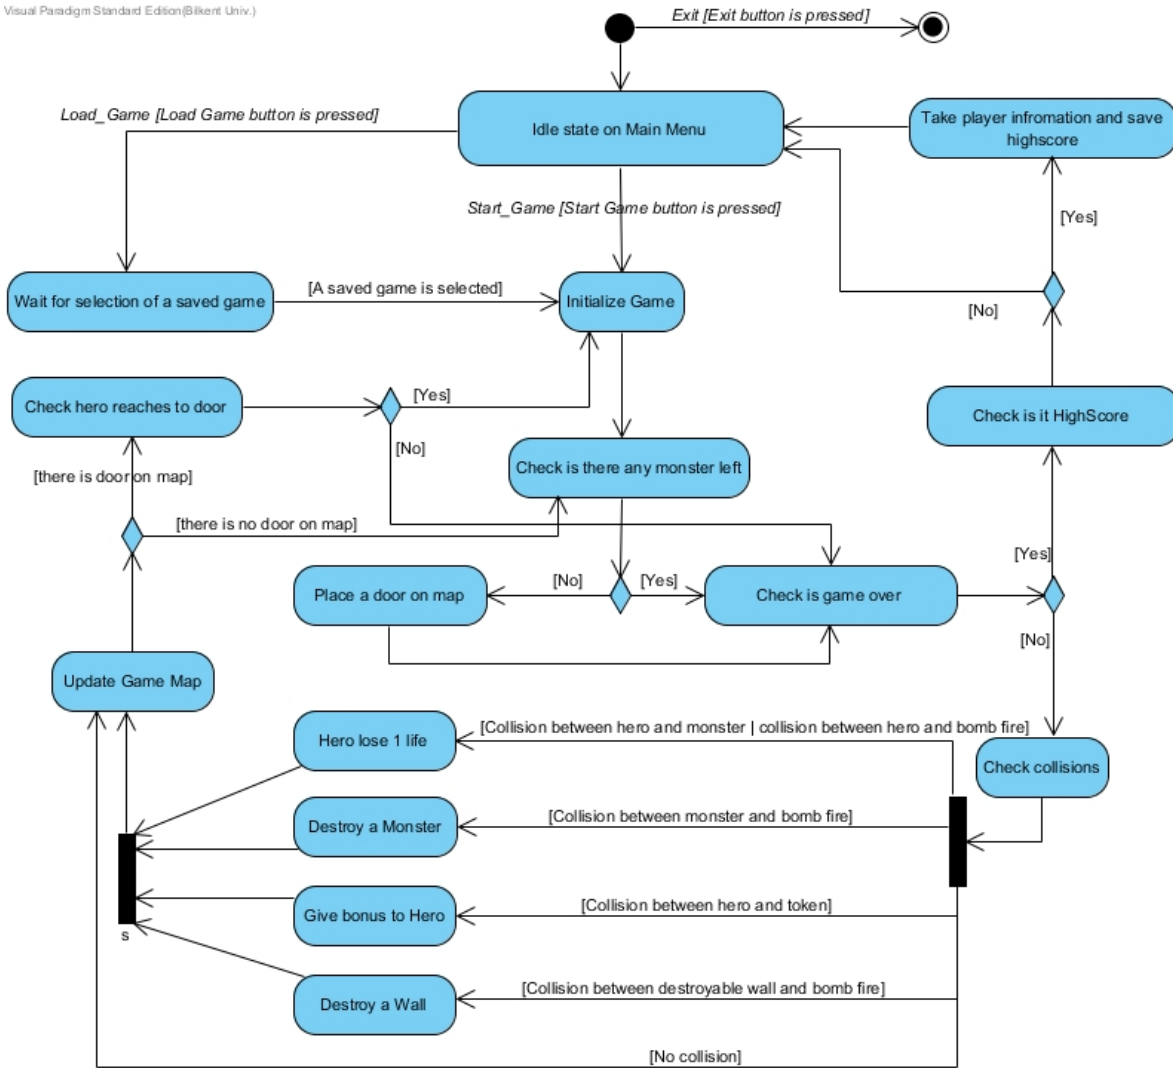 Visual Paradigm Standard Edition(Bilkent Univ.)
Exit [Exit button is pressed]
Load_Game [Load Game button is pressed]
Idle state on Main Menu
Take player infromation and save
highscore
Start_Game [Start Game button is pressed]
[Yes]
Wait for selection of a saved game
[A saved game is selected]
Initialize Game
[No]
Check hero reaches to door
[Yes]
Check is it HighScore
[No]
Check is there any monster left
[there is door on map]
[there is no door on map]
[Yes]
Place a door on map
[No]
[Yes]
Check is game over
[No]
Update Game Map
Hero lose 1 life
[Collision between hero and monster | collision between hero and bomb fire]
Check collisions
Destroy a Monster
[Collision between monster and bomb fire]
Give bonus to Hero
[Collision between hero and token]
s
Destroy a Wall
[Collision between destroyable wall and bomb fire]
[No collision]